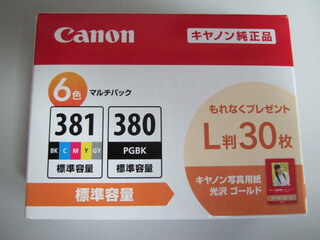 Canon
キヤノン純正品
6色 マルチパック
381
BK C M Y GY
標準容量
380
PGBK
標準容量
標準容量
もれなくプレゼント
L判30枚
キヤノン写真用紙
光沢 ゴールド